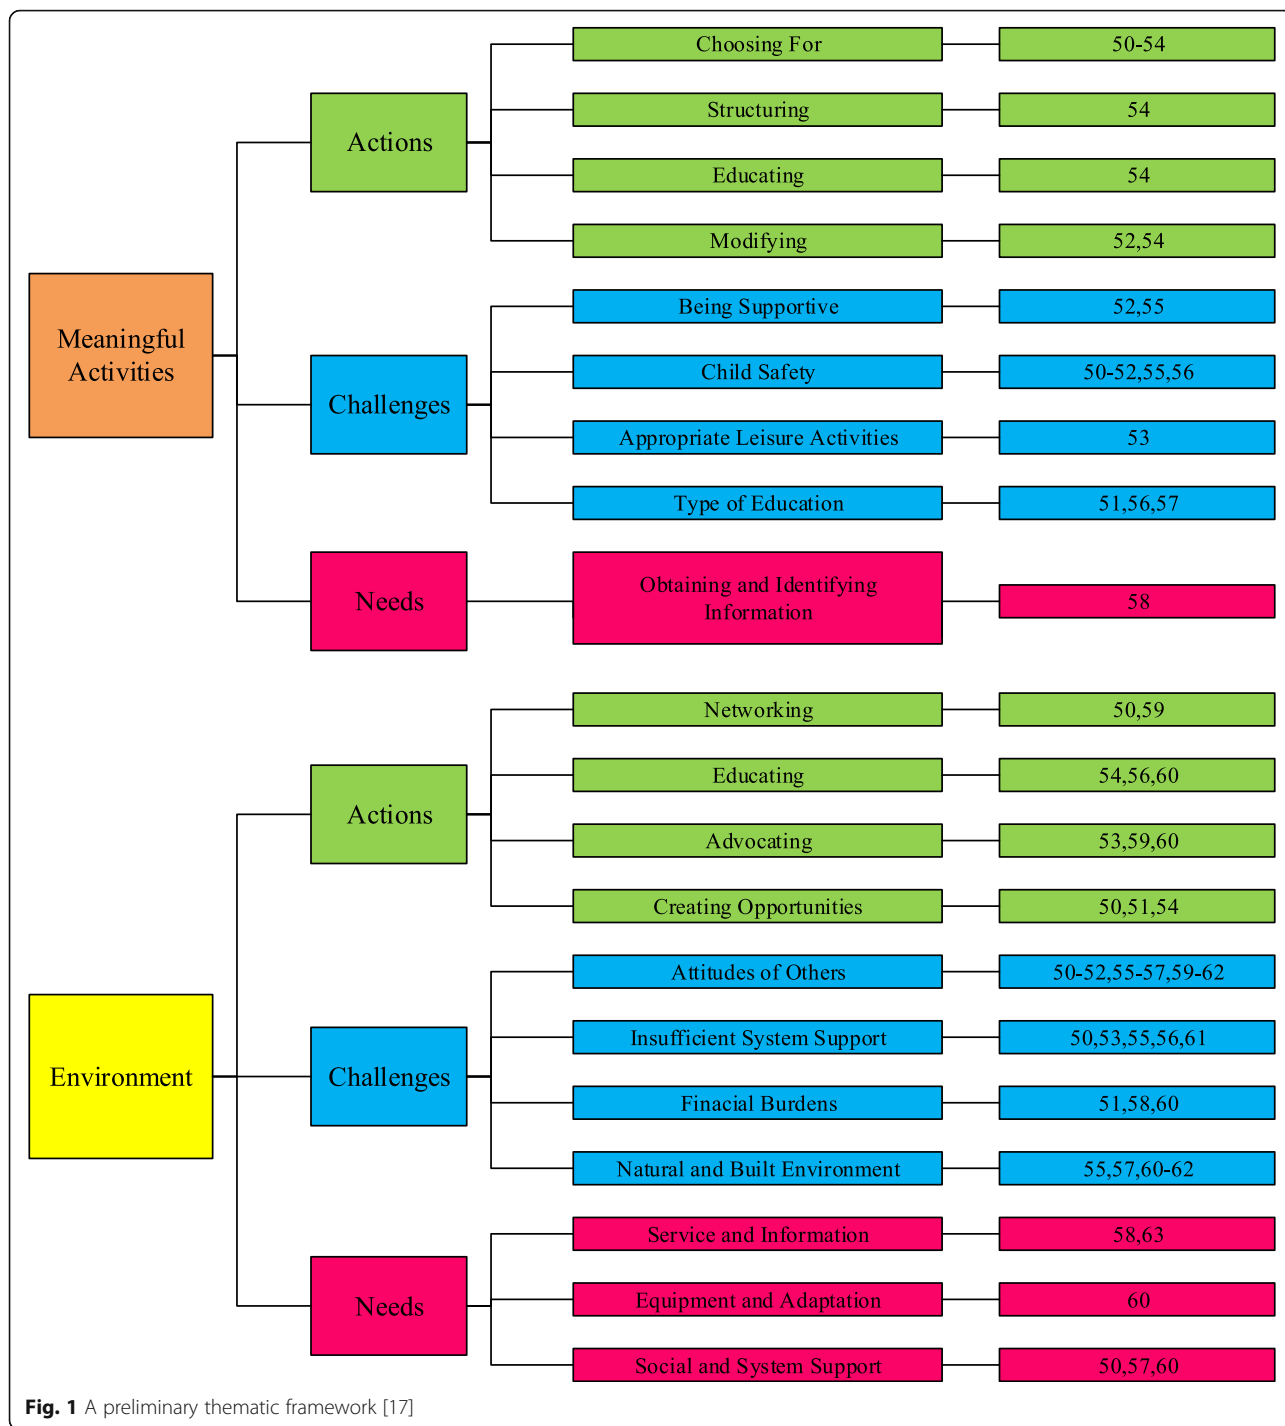 Meaningful
Activities
Actions
Choosing For
50-54
Structuring
54
Educating
54
Modifying
52,54
Challenges
Being Supportive
52,55
Child Safety
50-52,55,56
Appropriate Leisure Activities
53
Type of Education
51,56,57
Needs
Obtaining and Identifying
Information
58
Environment
Actions
Networking
50,59
Educating
54,56,60
Advocating
53,59,60
Creating Opportunities
50,51,54
Challenges
Attitudes of Others
50-52,55-57,59-62
Insufficient System Support
50,53,55,56,61
Finacial Burdens
51,58,60
Natural and Built Environment
55,57,60-62
Needs
Service and Information
58,63
Equipment and Adaptation
60
Social and System Support
50,57,60
Fig. 1 A preliminary thematic framework [17]